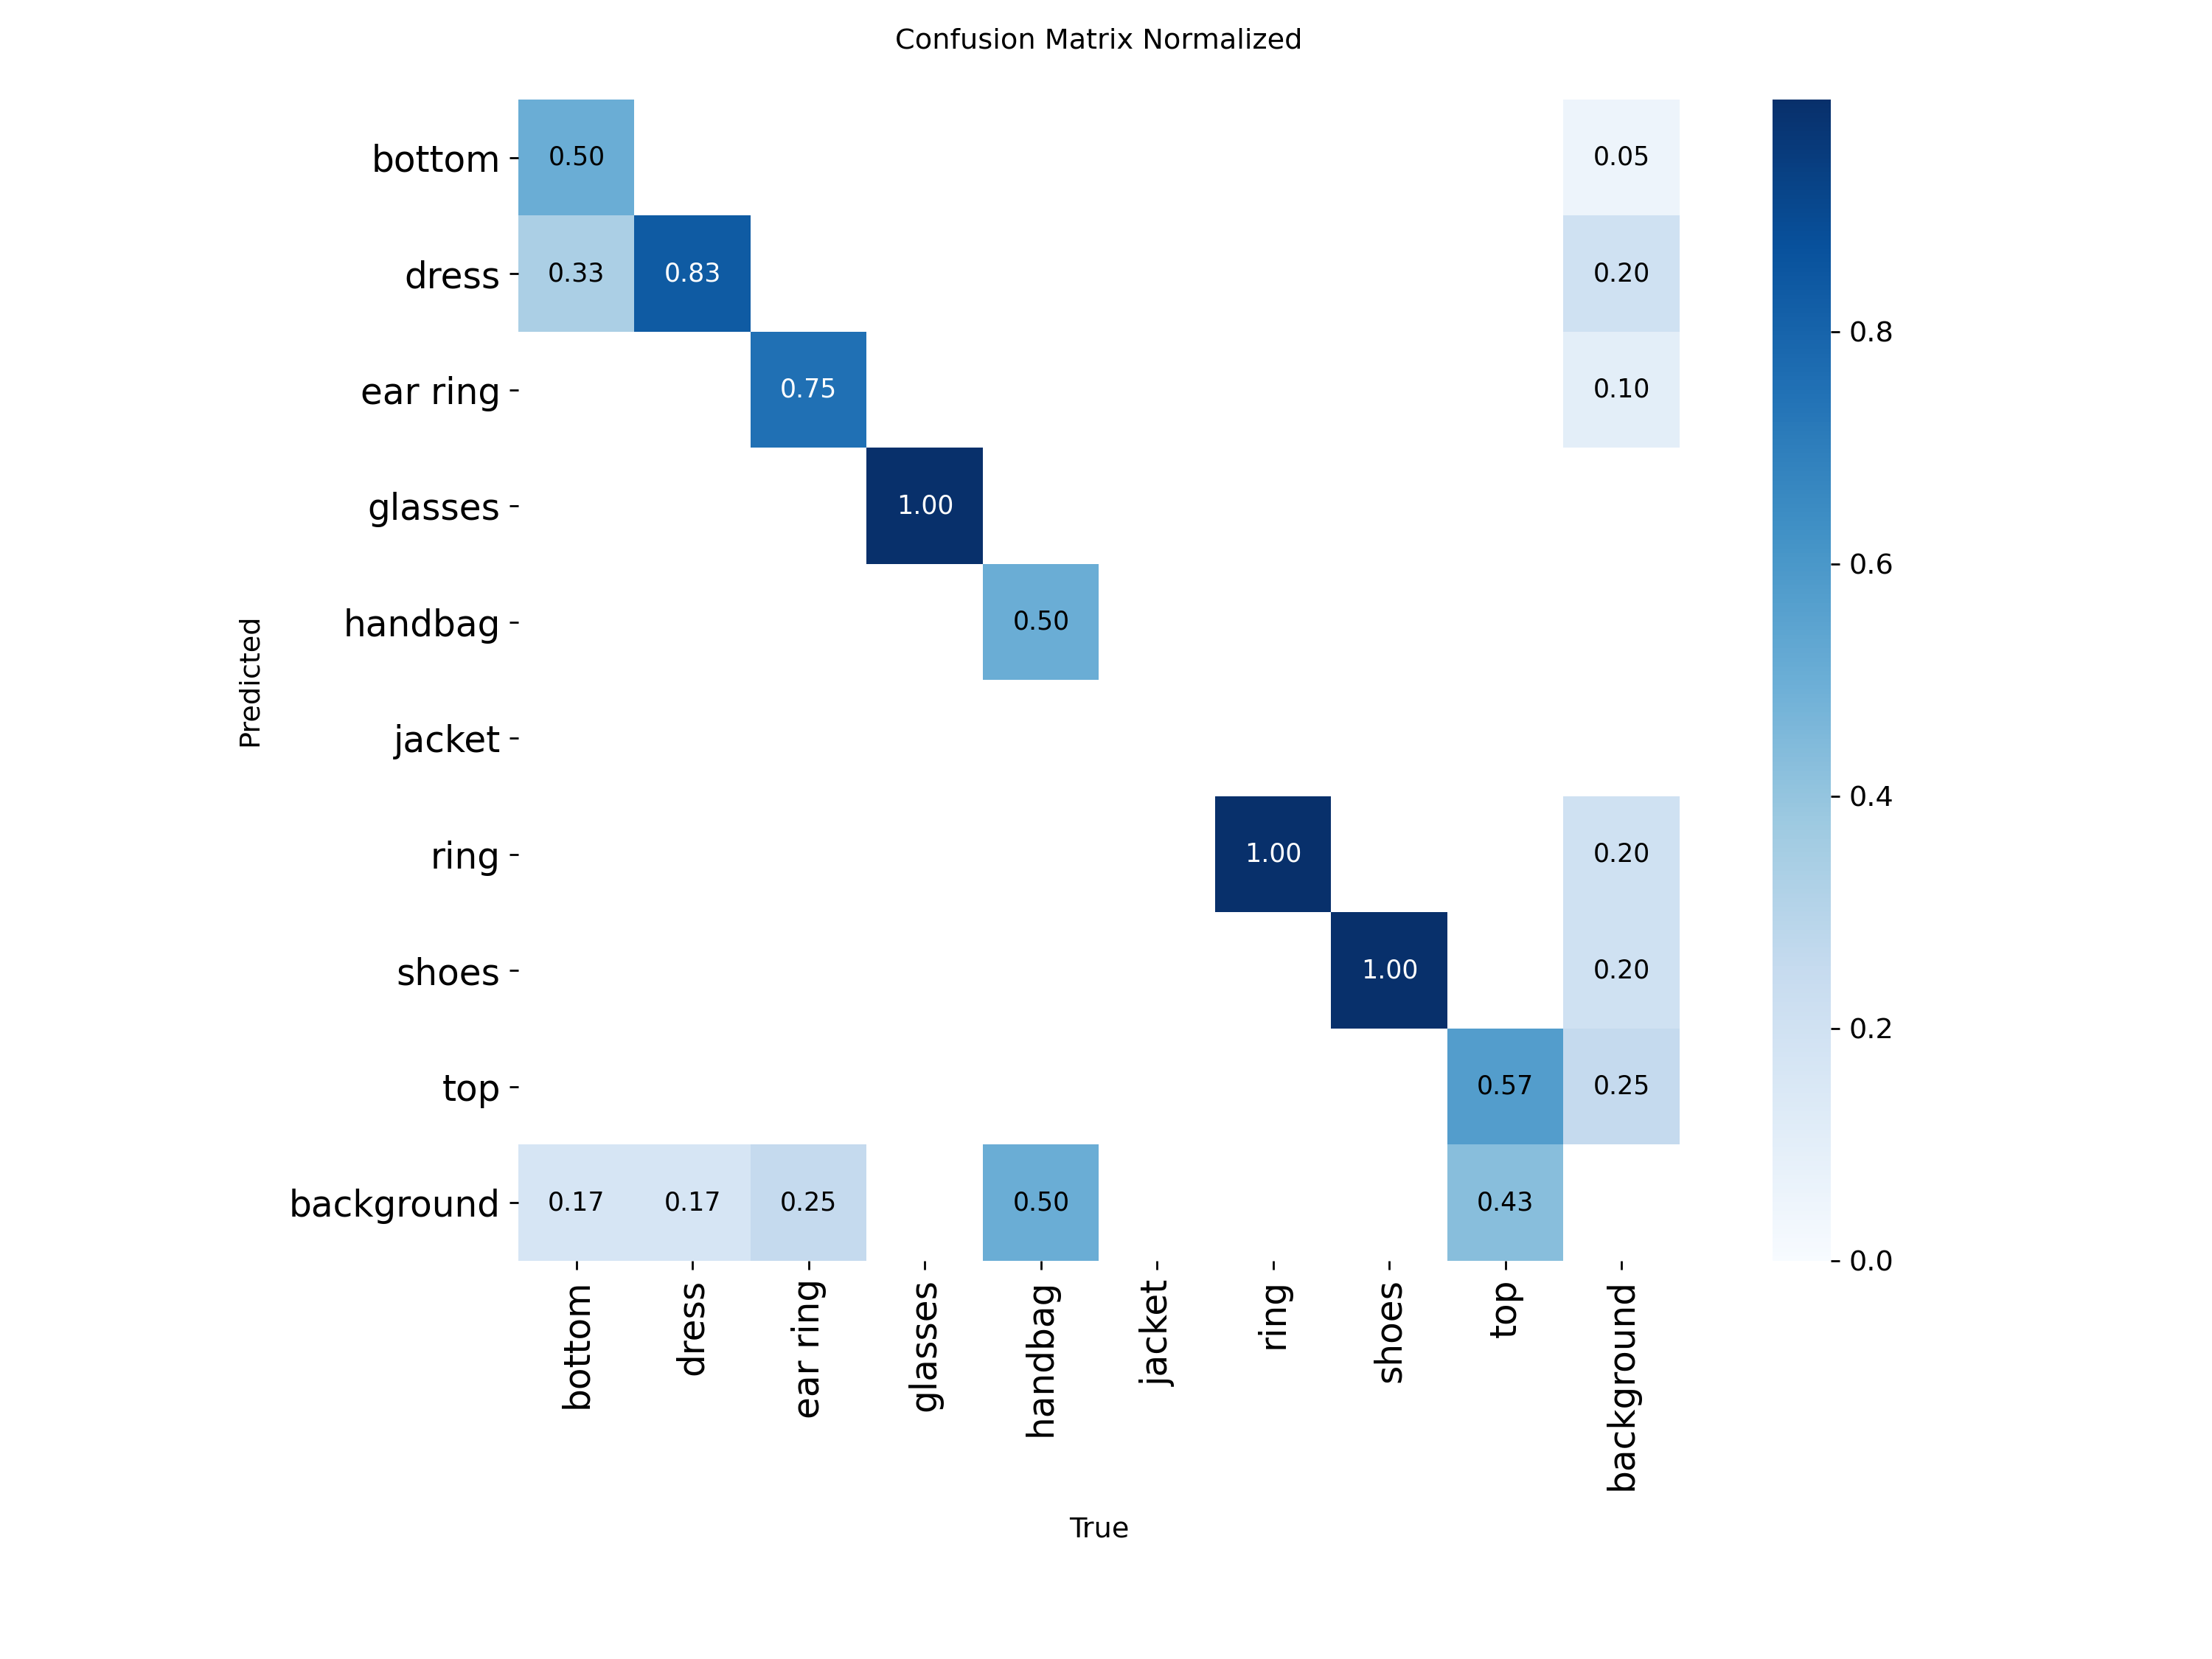 Confusion Matrix Normalized
bottom 0.50 0.05
dress 0.33 0.83 0.20
ear ring 0.75 0.10
glasses 1.00
handbag 0.50
jacket
ring 1.00 0.20
shoes 1.00 0.20
top 0.57 0.25
background 0.17 0.17 0.25 0.50 0.43
bottom dress ear ring glasses handbag jacket ring shoes top background
True
Predicted
0.8
0.6
0.4
0.2
0.0